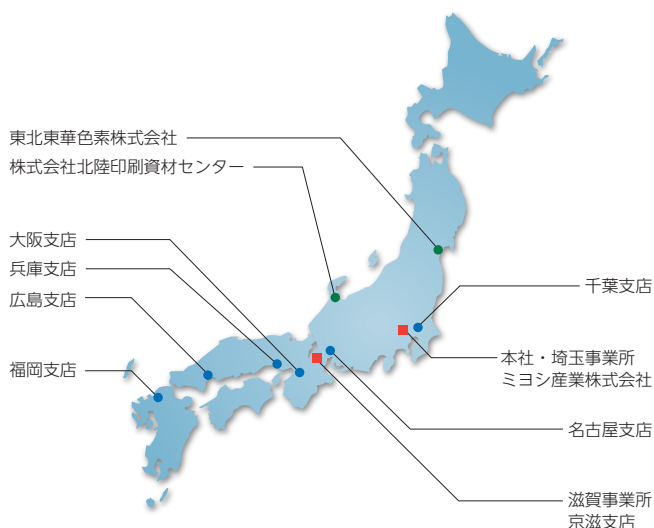 東北東華色素株式会社
株式会社北陸印刷資材センター
大阪支店
兵庫支店
広島支店
福岡支店
千葉支店
本社・埼玉事業所
ミヨシ産業株式会社
名古屋支店
滋賀事業所
京滋支店